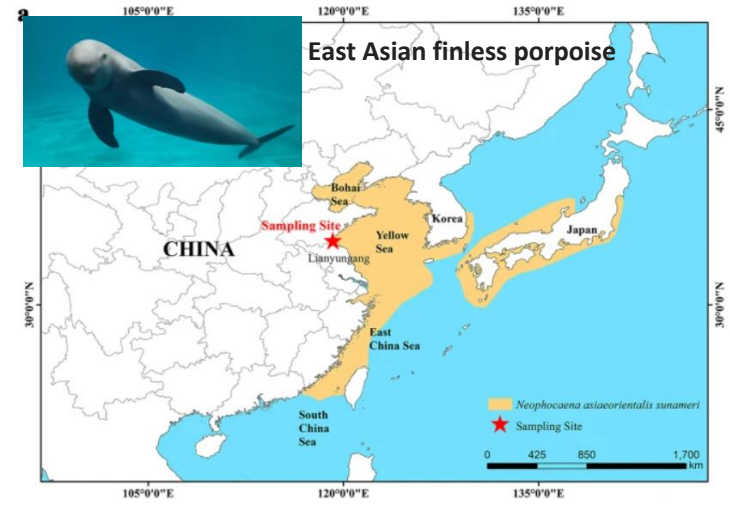 a
105°0'0"E 120°0'0"E 135°0'0"E
East Asian finless porpoise
45°0'0"N
Bohai
Sea
Sampling Site
Korea
Japan
Yellow
Sea
CHINA
Lianyungang
30°0'0"N
30°0'0"N
East
China Sea
Neophocaena asiaeorientalis sunameri
South
China
Sea
Sampling Site
0 425 850 1,700
km
105°0'0"E 120°0'0"E 135°0'0"E